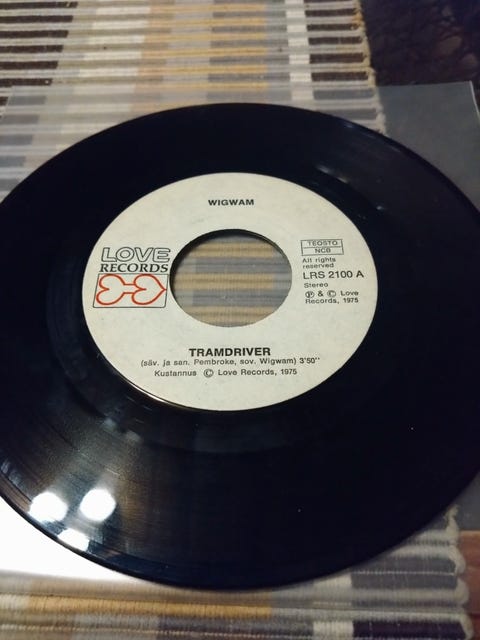 WIGWAM
LOVE
RECORDS
TEOSTO
NCB
All rights
reserved
LRS 2100 A
Stereo
Ⓟ & © Love
Records, 1975
TRAMDRIVER
(säv. ja san. Pembroke, sov. Wigwam) 3'50''
Kustannus © Love Records, 1975